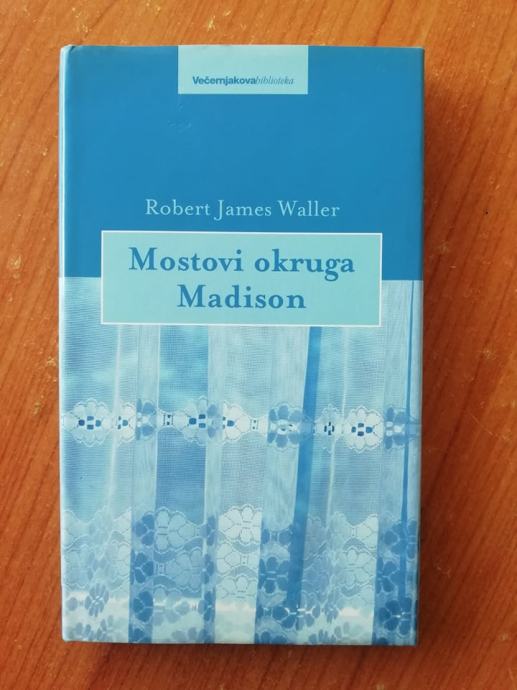 Večernjakovabiblioteka
Robert James Waller
Mostovi okruga
Madison